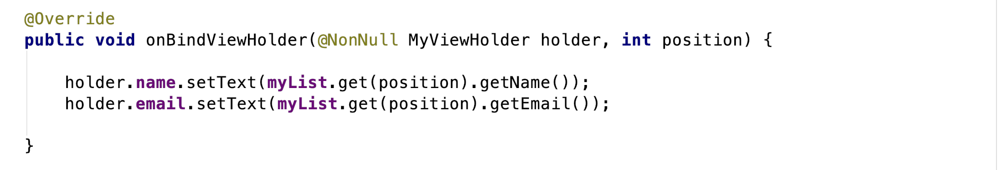 @Override
public void onBindViewHolder(@NonNull MyViewHolder holder, int position) {
holder.name.setText(myList.get(position).getName());
holder.email.setText(myList.get(position).getEmail());
}